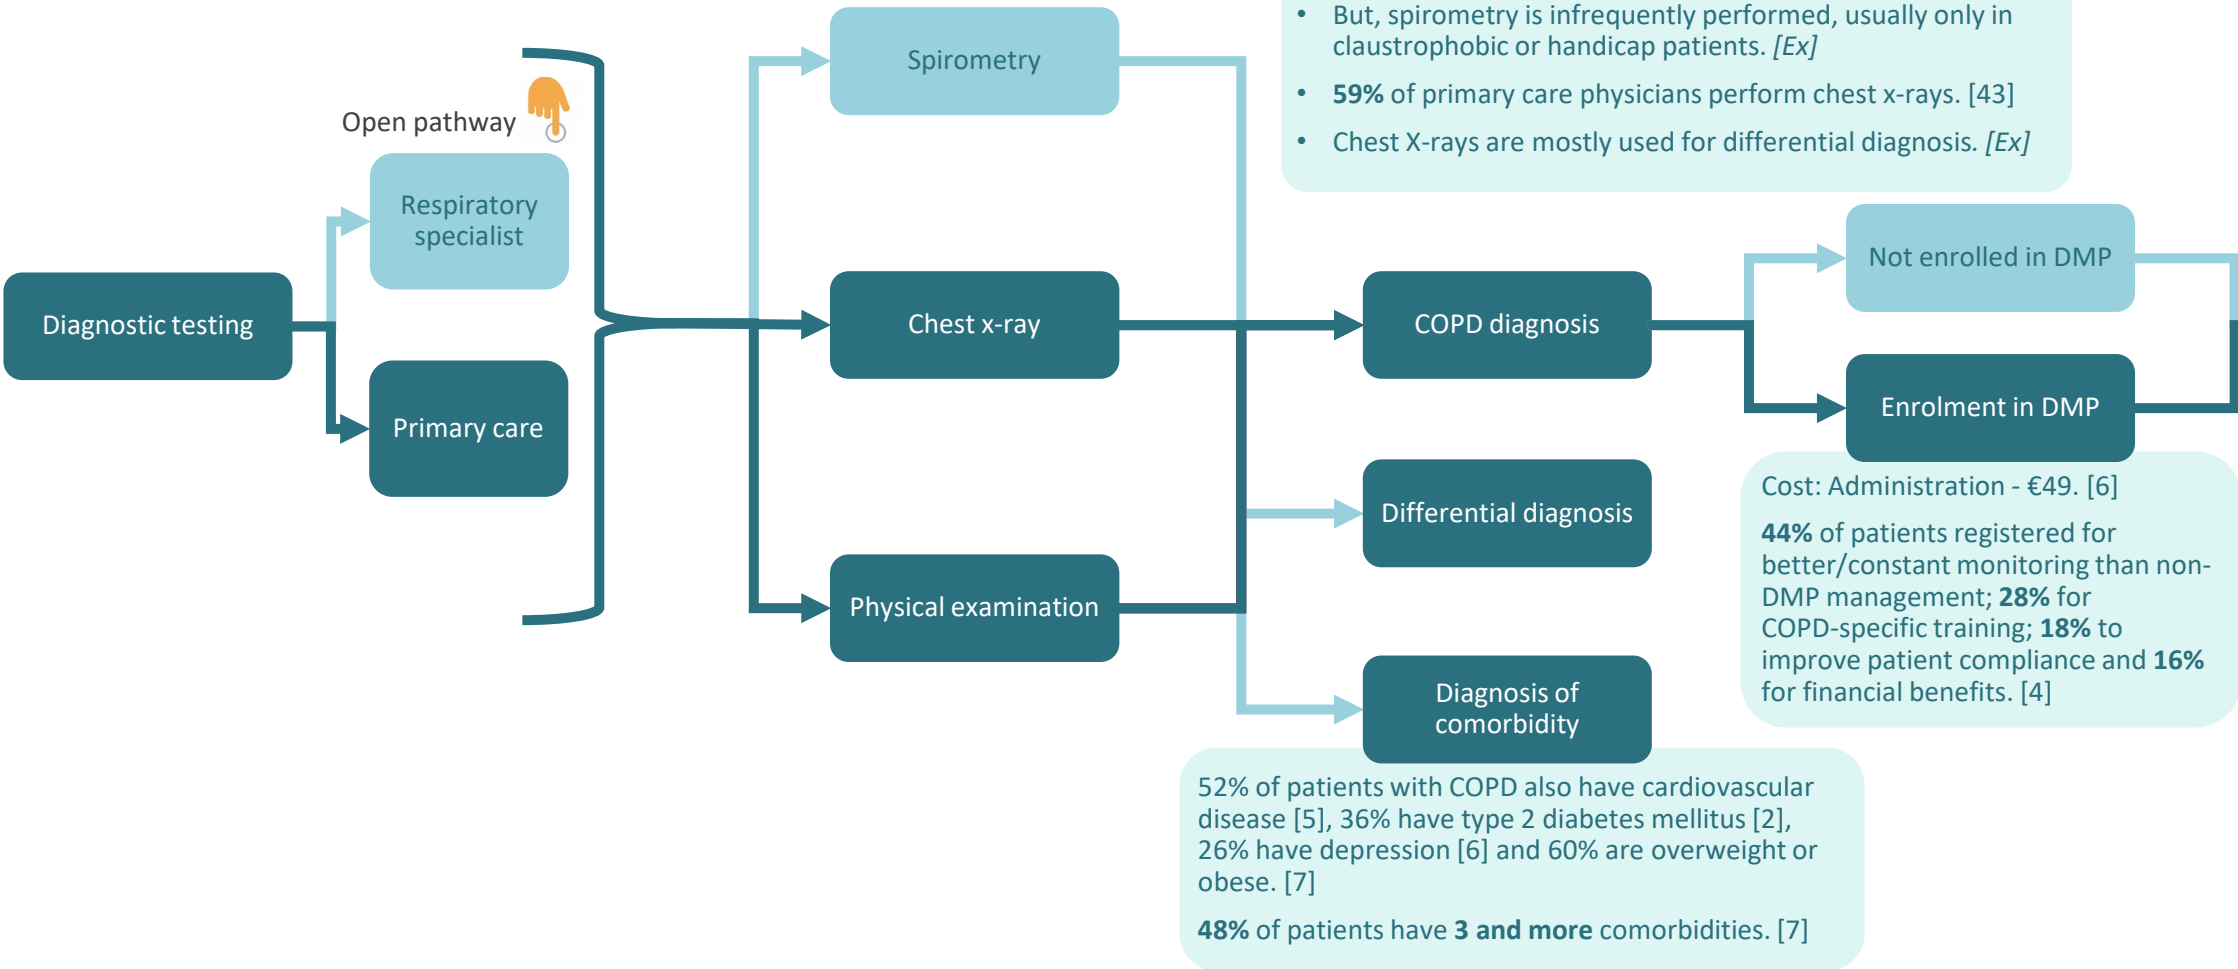 • But, spirometry is infrequently performed, usually only in
claustrophobic or handicap patients. [Ex]
• 59% of primary care physicians perform chest x-rays. [43]
• Chest X-rays are mostly used for differential diagnosis. [Ex]
Spirometry
Open pathway
Respiratory
specialist
Not enrolled in DMP
Diagnostic testing
Chest x-ray
COPD diagnosis
Primary care
Enrolment in DMP
Cost: Administration - €49. [6]
44% of patients registered for
better/constant monitoring than non-
DMP management; 28% for
COPD-specific training; 18% to
improve patient compliance and 16%
for financial benefits. [4]
Differential diagnosis
Physical examination
Diagnosis of
comorbidity
52% of patients with COPD also have cardiovascular
disease [5], 36% have type 2 diabetes mellitus [2],
26% have depression [6] and 60% are overweight or
obese. [7]
48% of patients have 3 and more comorbidities. [7]